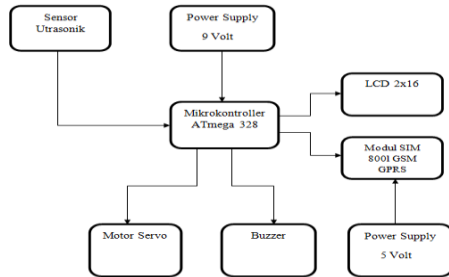 Sensor
Utrasonik
Power Supply
9 Volt
LCD 2x16
Mikrokontroller
ATmega 328
Modul SIM
800l GSM
GPRS
Motor Servo
Buzzer
Power Supply
5 Volt